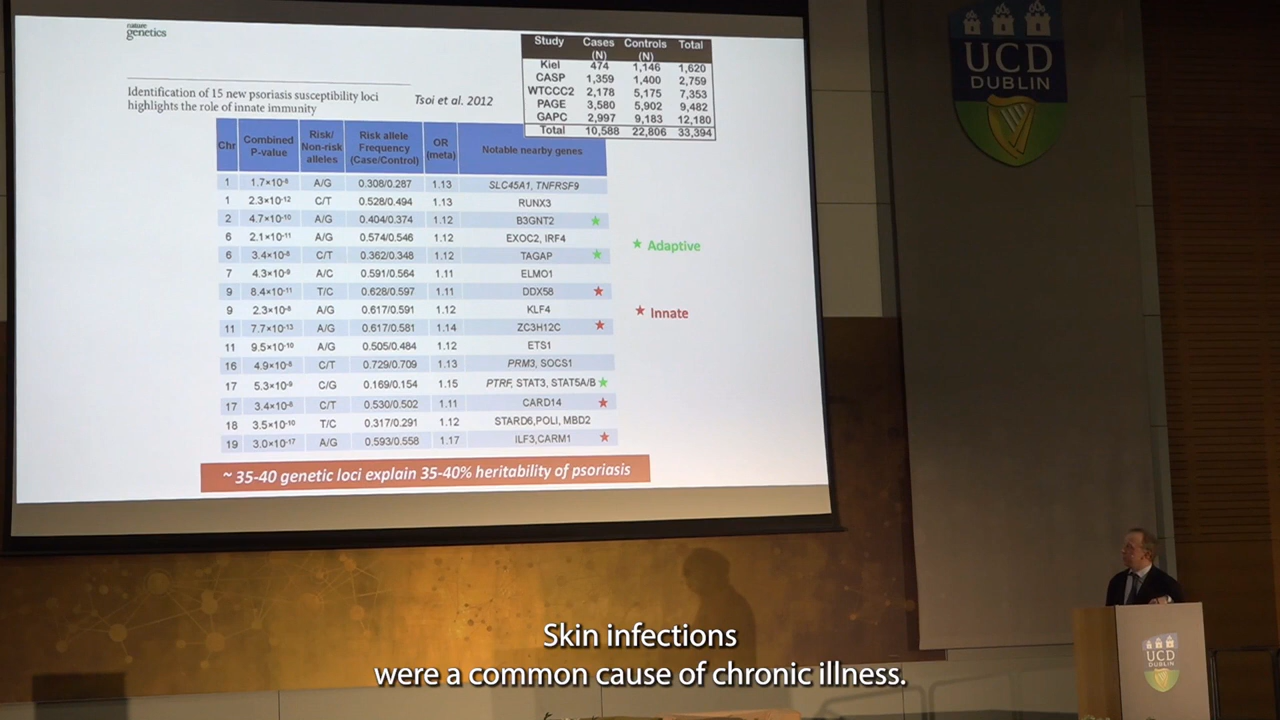 nature
genetics
Identification of 15 new psoriasis susceptibility loci
highlights the role of innate immunity
Tsoi et al. 2012
Study Cases (N) Controls (N) Total
Kiel 474 1,146 1,620
CASP 1,359 1,400 2,759
WTCCC2 2,178 5,175 7,353
PAGE 3,580 5,902 9,482
GAPC 2,997 9,183 12,180
Total 10,588 22,806 33,394
Chr Combined P-value Risk/Non-risk alleles Risk allele Frequency (Case/Control) OR (meta) Notable nearby genes
1 1.7×10⁻⁸ A/G 0.308/0.287 1.13 SLC45A1, TNFRSF9
1 2.3×10⁻¹² C/T 0.528/0.494 1.13 RUNX3
2 4.7×10⁻¹⁰ A/G 0.404/0.374 1.12 B3GNT2
6 2.1×10⁻¹¹ A/G 0.574/0.546 1.12 EXOC2, IRF4
6 3.4×10⁻⁸ C/T 0.362/0.348 1.12 TAGAP
7 4.3×10⁻⁹ A/C 0.591/0.564 1.11 ELMO1
9 8.4×10⁻¹¹ T/C 0.628/0.597 1.11 DDX58
9 2.3×10⁻⁸ A/G 0.617/0.591 1.12 KLF4
11 7.7×10⁻¹³ A/G 0.617/0.581 1.14 ZC3H12C
11 9.5×10⁻¹⁰ A/G 0.505/0.484 1.12 ETS1
16 4.9×10⁻⁸ C/T 0.729/0.709 1.13 PRM3, SOCS1
17 5.3×10⁻⁹ C/G 0.169/0.154 1.15 PTRF, STAT3, STAT5A/B
17 3.4×10⁻⁸ C/T 0.530/0.502 1.11 CARD14
18 3.5×10⁻¹⁰ T/C 0.317/0.291 1.12 STARD6,POLI, MBD2
19 3.0×10⁻¹⁷ A/G 0.593/0.558 1.17 ILF3,CARM1
Adaptive
Innate
~ 35-40 genetic loci explain 35-40% heritability of psoriasis
UCD
DUBLIN
UCD
DUBLIN
Skin infections
were a common cause of chronic illness.